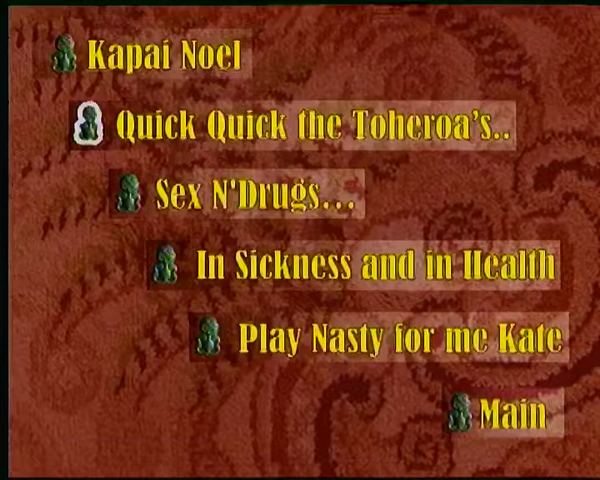 Kapai Noel
Quick Quick the Toheroa's..
Sex N'Drugs...
In Sickness and in Health
Play Nasty for me Kate
Main